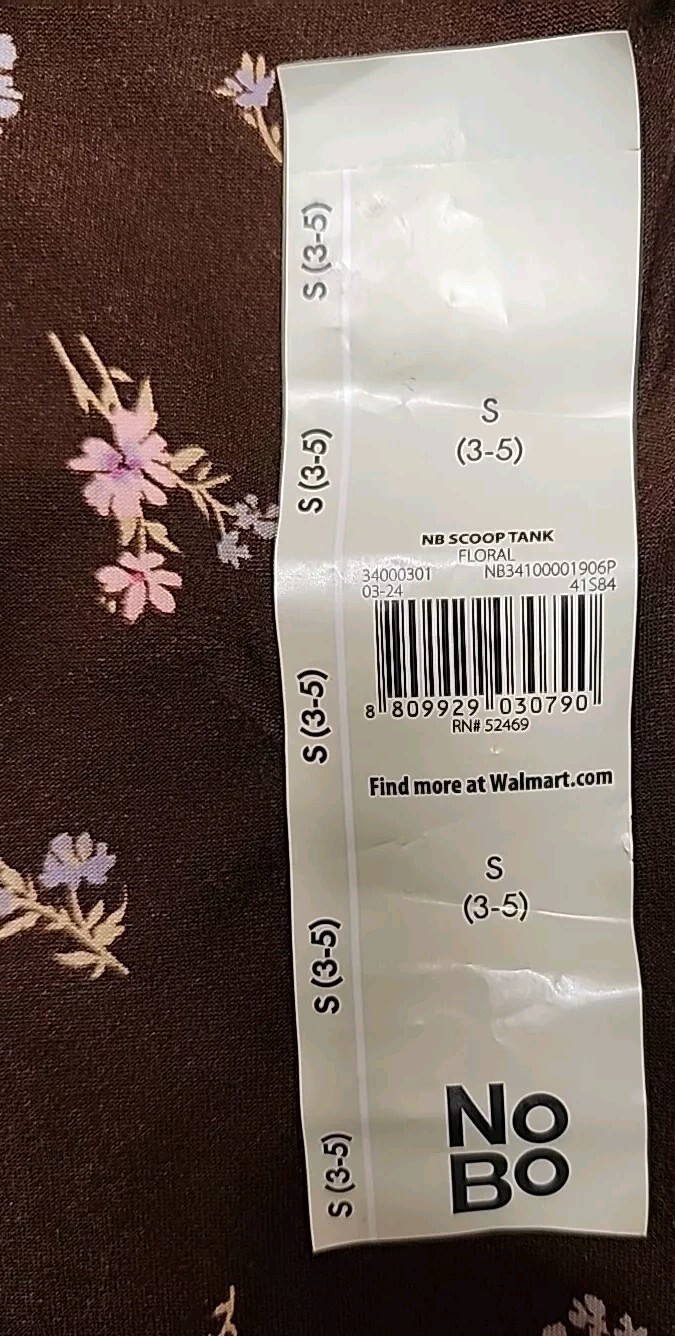 S (3-5)
S (3-5)
S (3-5)
S (3-5)
S (3-5)
S
(3-5)
NB SCOOP TANK
FLORAL
34000301 NB34100001906P
03-24 41S84
8 809929 030790
RN# 52469
Find more at Walmart.com
S
(3-5)
NO
BO